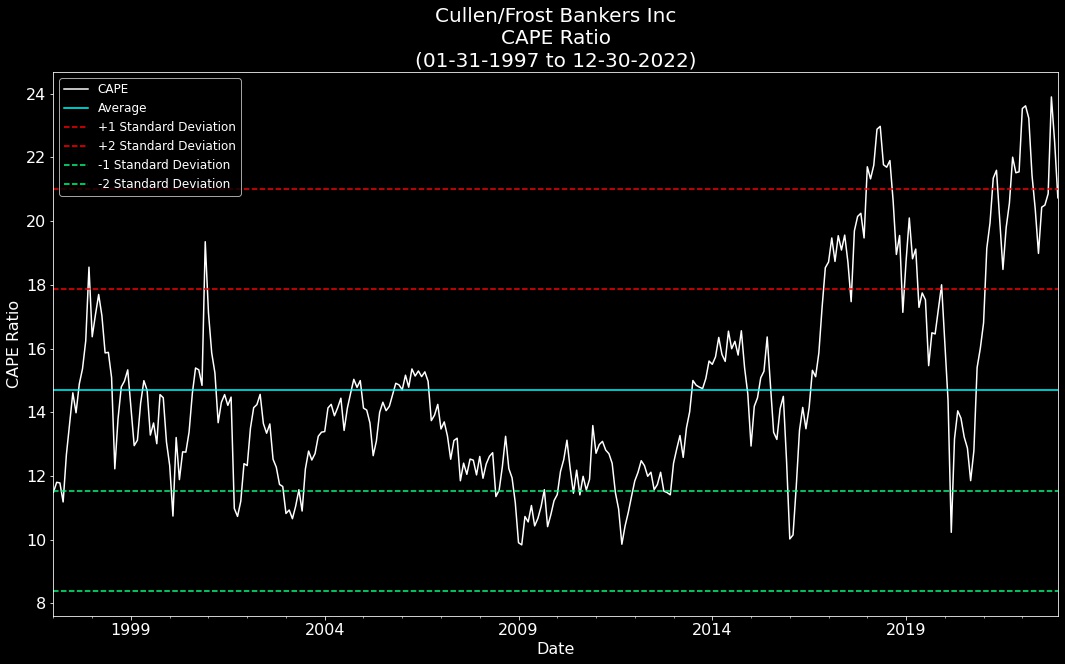 Cullen/Frost Bankers Inc
CAPE Ratio
(01-31-1997 to 12-30-2022)
CAPE
Average
+1 Standard Deviation
+2 Standard Deviation
-1 Standard Deviation
-2 Standard Deviation
CAPE Ratio
24
22
20
18
16
14
12
10
8
1999
2004
2009
2014
2019
Date